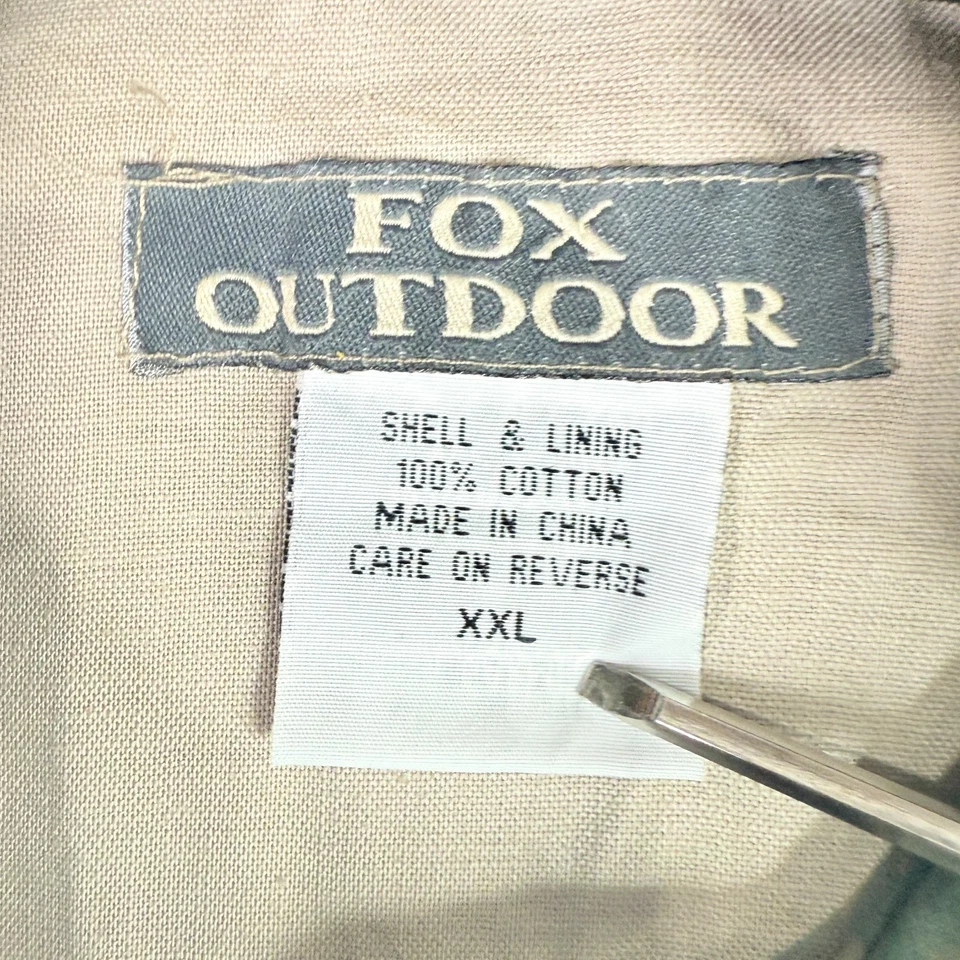 FOX
OUTDOOR
SHELL & LINING
100% COTTON
MADE IN CHINA
CARE ON REVERSE
XXL